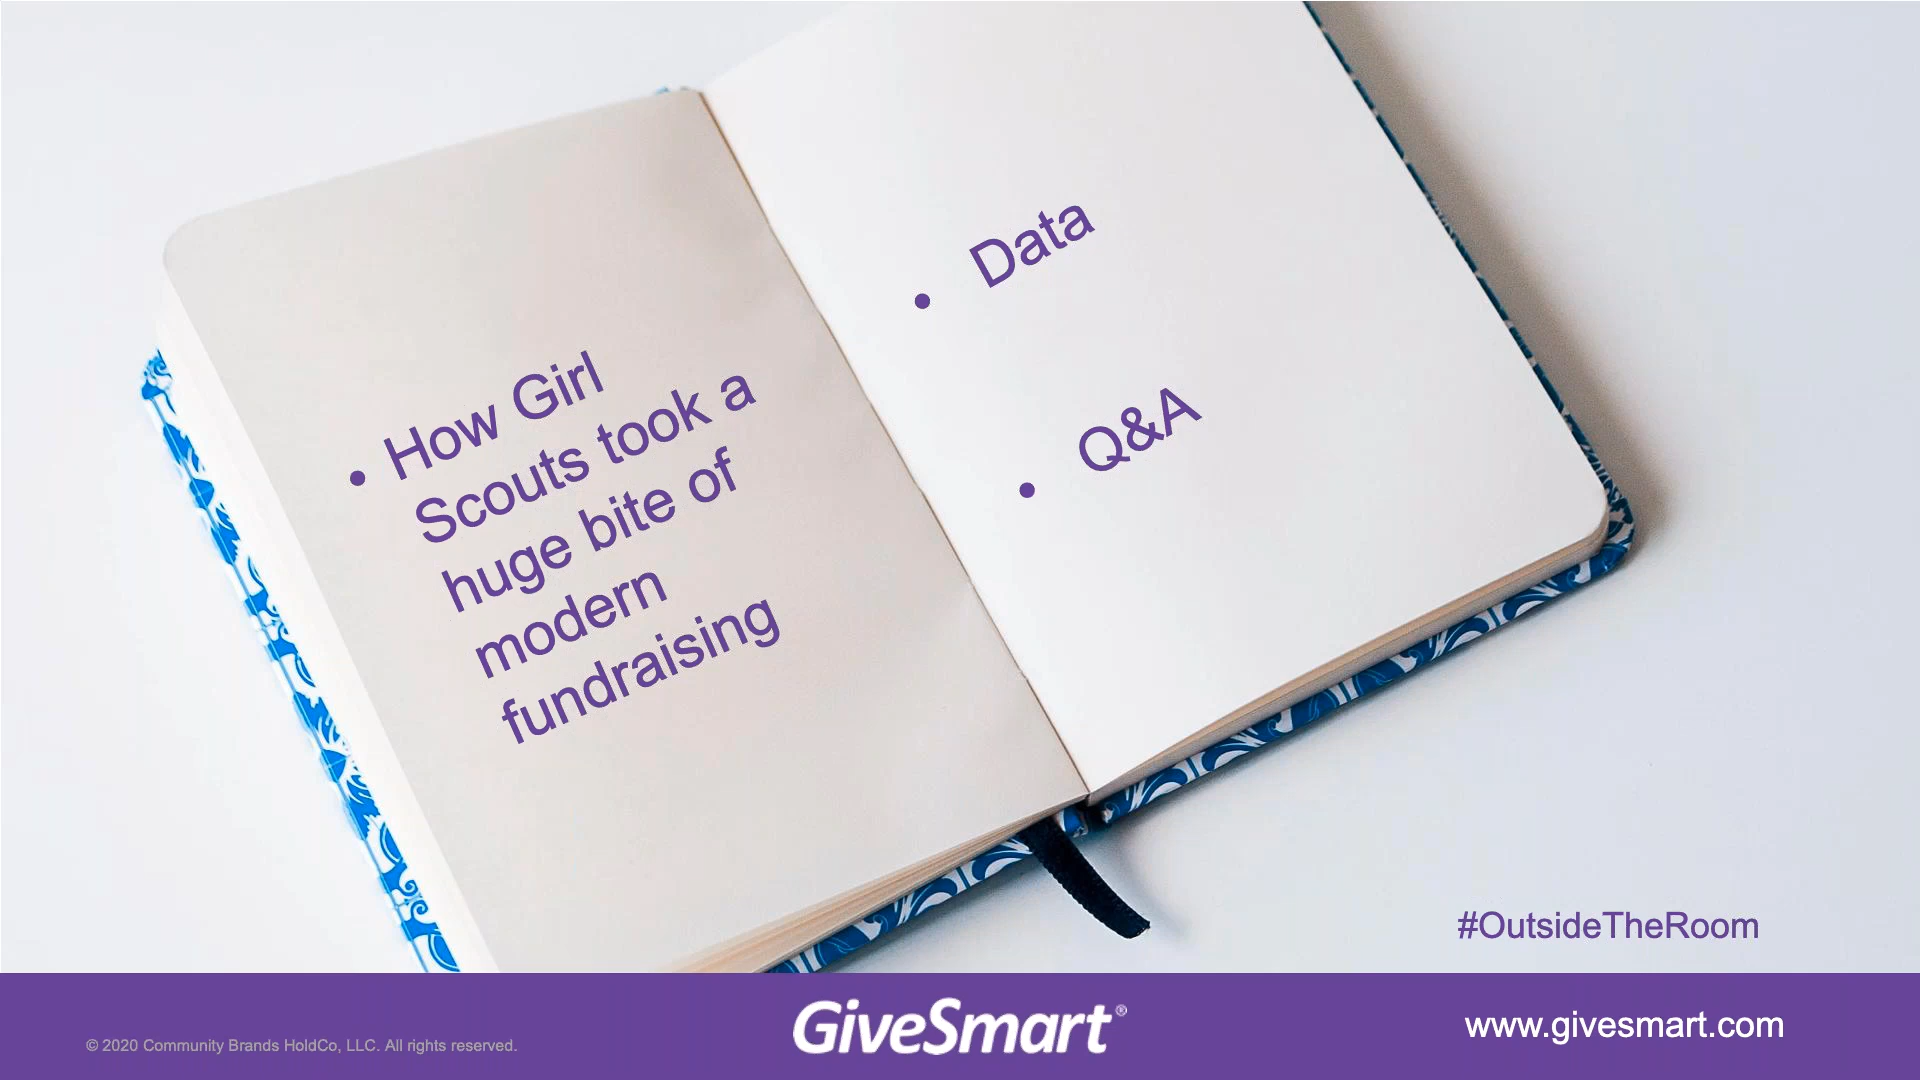 • How Girl
Scouts took a
huge bite of
modern
fundraising
• Data
• Q&A
#OutsideTheRoom
© 2020 Community Brands HoldCo, LLC. All rights reserved.
GiveSmart®
www.givesmart.com